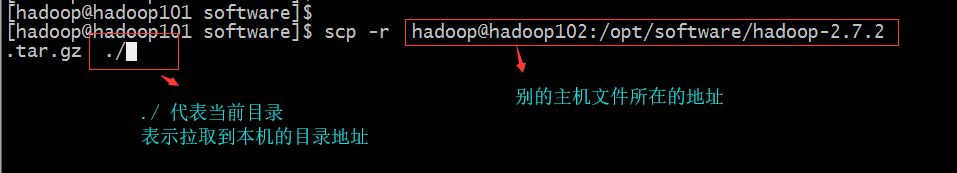 [hadoop@hadoop101 software]$
[hadoop@hadoop101 software]$ scp -r hadoop@hadoop102:/opt/software/hadoop-2.7.2
.tar.gz ./
别的主机文件所在的地址
./ 代表当前目录
表示拉取到本机的目录地址